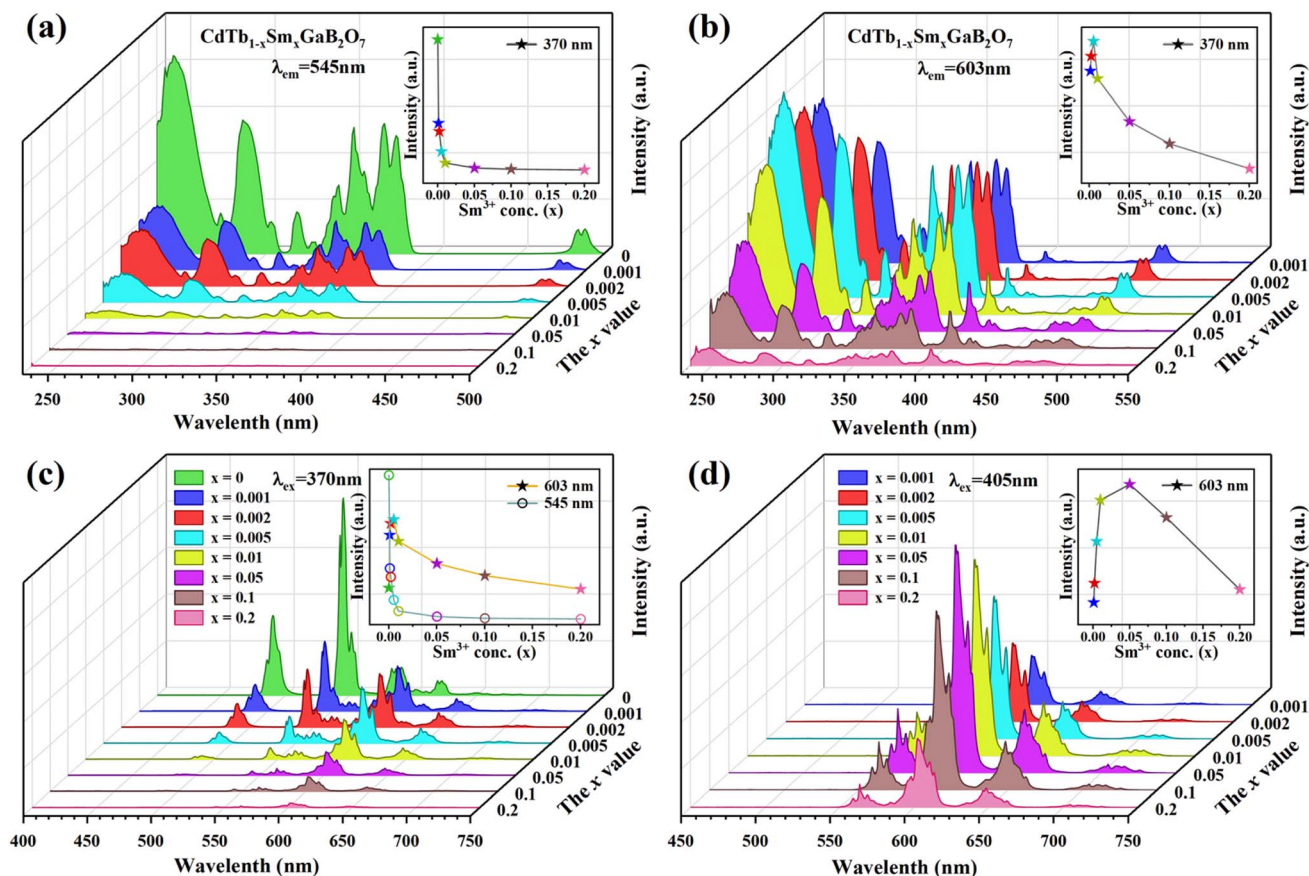 (a)
CdTb₁₋ₓSmₓGaB₂O₇
λem=545nm
370 nm
Intensity (a.u.)
0.00 0.05 0.10 0.15 0.20
Sm³⁺ conc. (x)
Intensity (a.u.)
0
0.001
0.002
0.005
0.01
0.05
0.1
0.2
The x value
250 300 350 400 450 500
Wavelenth (nm)
(b)
CdTb₁₋ₓSmₓGaB₂O₇
λem=603nm
370 nm
Intensity (a.u.)
0.00 0.05 0.10 0.15 0.20
Sm³⁺ conc. (x)
Intensity (a.u.)
0.001
0.002
0.005
0.01
0.05
0.1
0.2
The x value
250 300 350 400 450 500 550
Wavelenth (nm)
(c)
x = 0
x = 0.001
x = 0.002
x = 0.005
x = 0.01
x = 0.05
x = 0.1
x = 0.2
λex=370nm
603 nm
545 nm
Intensity (a.u.)
0.00 0.05 0.10 0.15 0.20
Sm³⁺ conc. (x)
Intensity (a.u.)
0
0.001
0.002
0.005
0.01
0.05
0.1
0.2
The x value
400 450 500 550 600 650 700 750
Wavelenth (nm)
(d)
x = 0.001
x = 0.002
x = 0.005
x = 0.01
x = 0.05
x = 0.1
x = 0.2
λex=405nm
603 nm
Intensity (a.u.)
0.00 0.05 0.10 0.15 0.20
Sm³⁺ conc. (x)
Intensity (a.u.)
0.001
0.002
0.005
0.01
0.05
0.1
0.2
The x value
450 500 550 600 650 700 750
Wavelenth (nm)